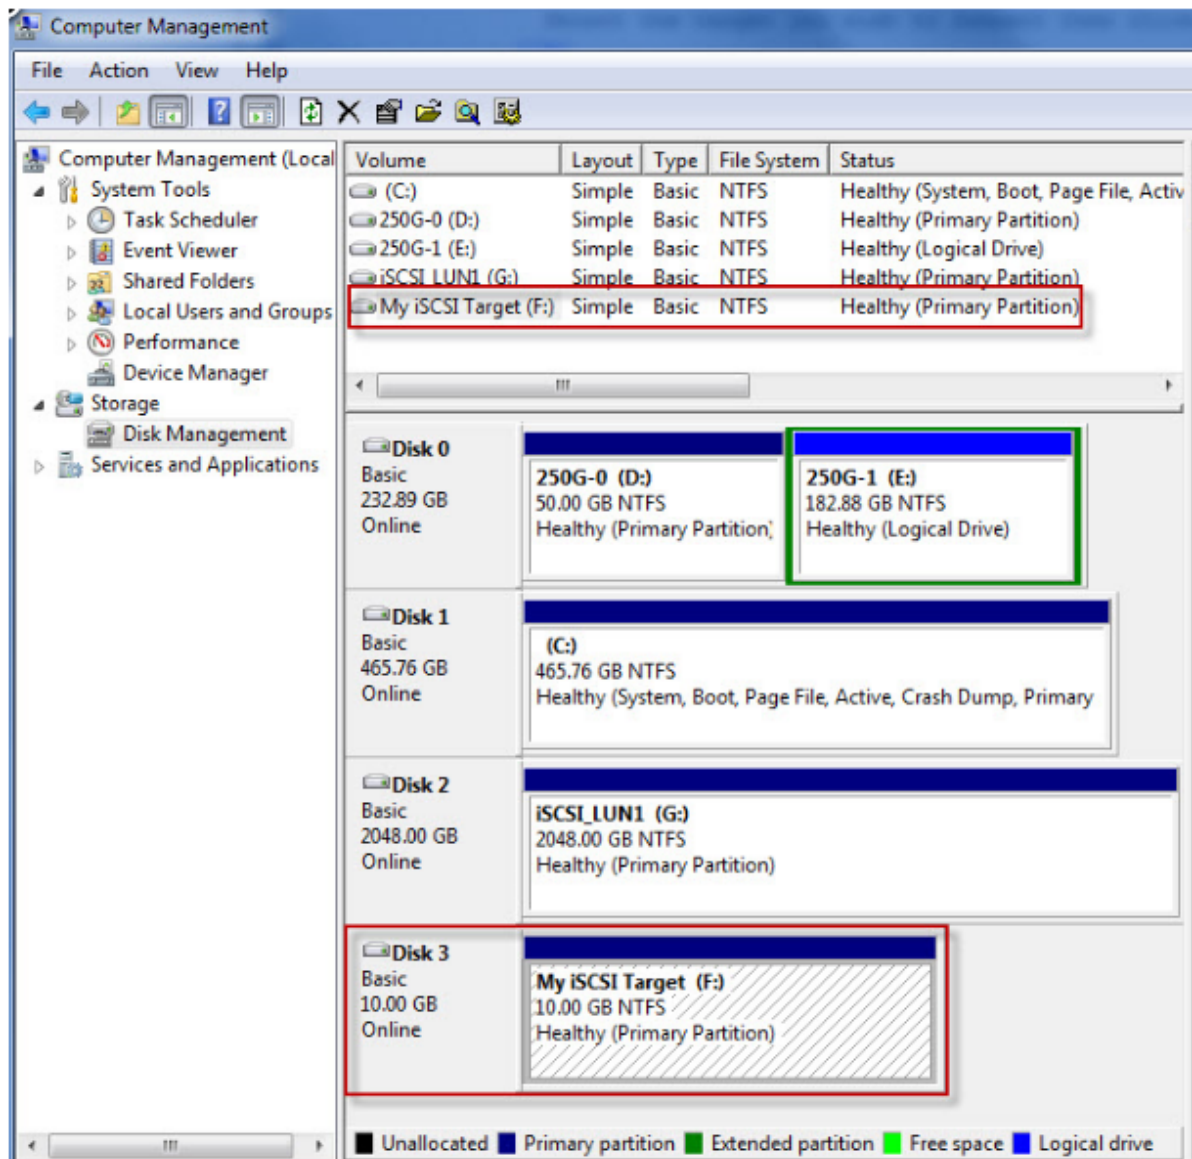 Computer Management
File Action View Help
Computer Management (Local
System Tools
Task Scheduler
Event Viewer
Shared Folders
Local Users and Groups
Performance
Device Manager
Storage
Disk Management
Services and Applications
Volume Layout Type File System Status
(C:) Simple Basic NTFS Healthy (System, Boot, Page File, Activ
250G-0 (D:) Simple Basic NTFS Healthy (Primary Partition)
250G-1 (E:) Simple Basic NTFS Healthy (Logical Drive)
iSCSI_LUN1 (G:) Simple Basic NTFS Healthy (Primary Partition)
My iSCSI Target (F:) Simple Basic NTFS Healthy (Primary Partition)
Disk 0
Basic
232.89 GB
Online
250G-0 (D:)
50.00 GB NTFS
Healthy (Primary Partition)
250G-1 (E:)
182.88 GB NTFS
Healthy (Logical Drive)
Disk 1
Basic
465.76 GB
Online
(C:)
465.76 GB NTFS
Healthy (System, Boot, Page File, Active, Crash Dump, Primary
Disk 2
Basic
2048.00 GB
Online
iSCSI_LUN1 (G:)
2048.00 GB NTFS
Healthy (Primary Partition)
Disk 3
Basic
10.00 GB
Online
My iSCSI Target (F:)
10.00 GB NTFS
Healthy (Primary Partition)
Unallocated Primary partition Extended partition Free space Logical drive